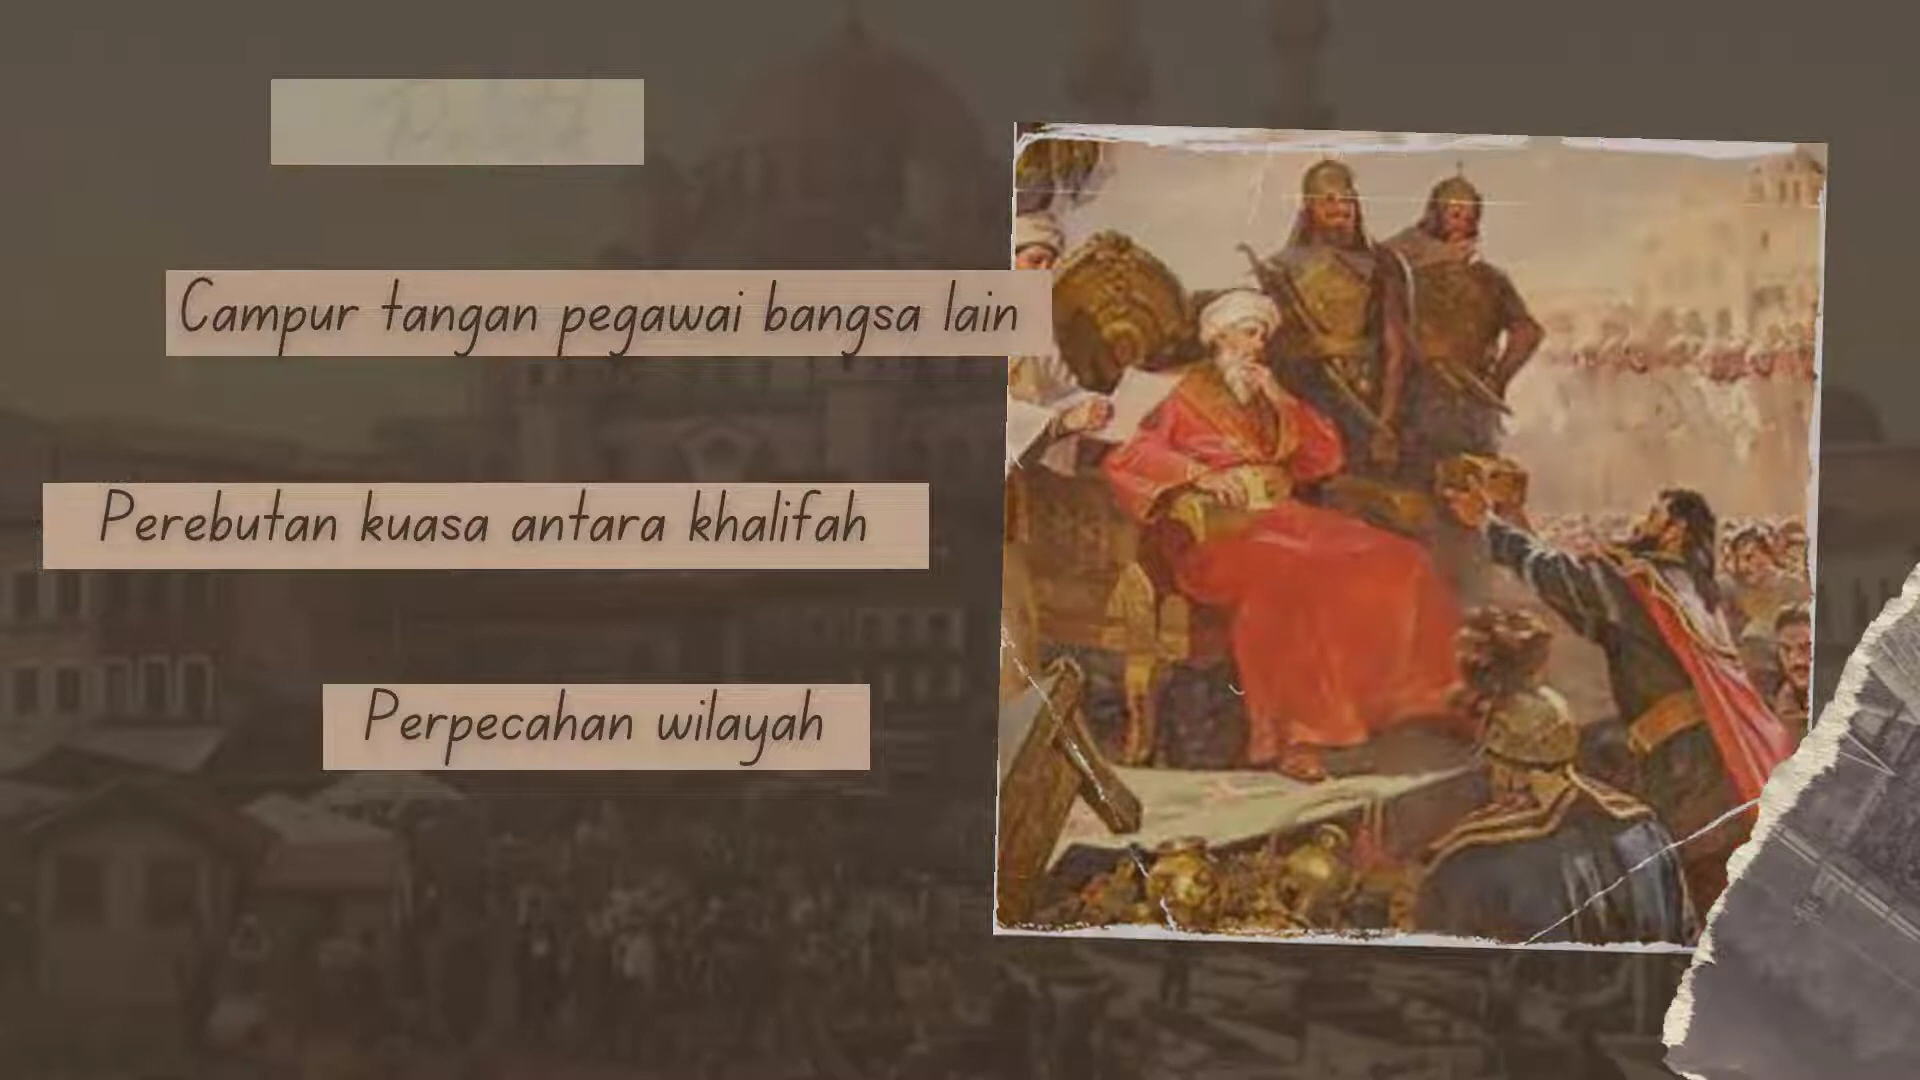 Campur tangan pegawai bangsa lain
Perebutan kuasa antara khalifah
Perpecahan wilayah